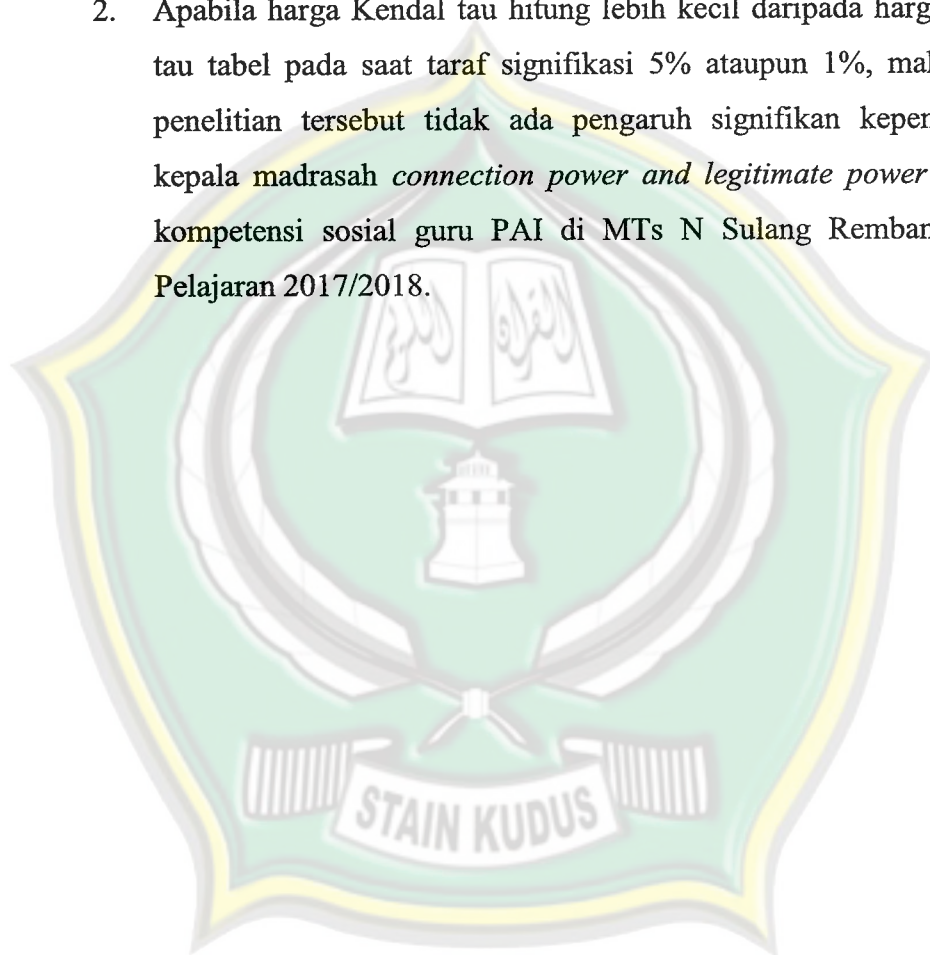 2. Apabila harga Kendal tau hitung lebih kecil daripada harg
tau tabel pada saat taraf signifikasi 5% ataupun 1%, mal
penelitian tersebut tidak ada pengaruh signifikan kepen
kepala madrasah connection power and legitimate power
kompetensi sosial guru PAI di MTs N Sulang Remban
Pelajaran 2017/2018.
STAIN KUDUS